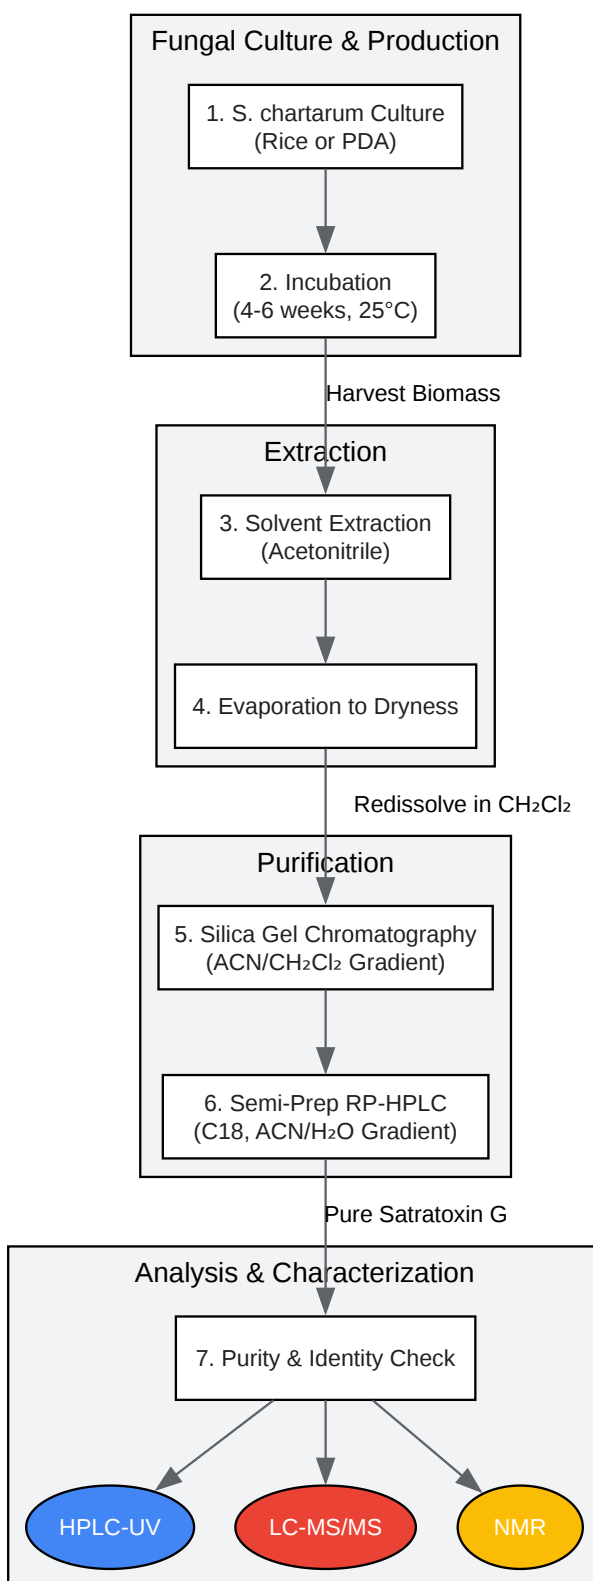 Fungal Culture & Production
1. S. chartarum Culture
(Rice or PDA)
2. Incubation
(4-6 weeks, 25°C)
Harvest Biomass
Extraction
3. Solvent Extraction
(Acetonitrile)
4. Evaporation to Dryness
Redissolve in CH₂Cl₂
Purification
5. Silica Gel Chromatography
(ACN/CH₂Cl₂ Gradient)
6. Semi-Prep RP-HPLC
(C18, ACN/H₂O Gradient)
Pure Satratoxin G
Analysis & Characterization
7. Purity & Identity Check
HPLC-UV
LC-MS/MS
NMR